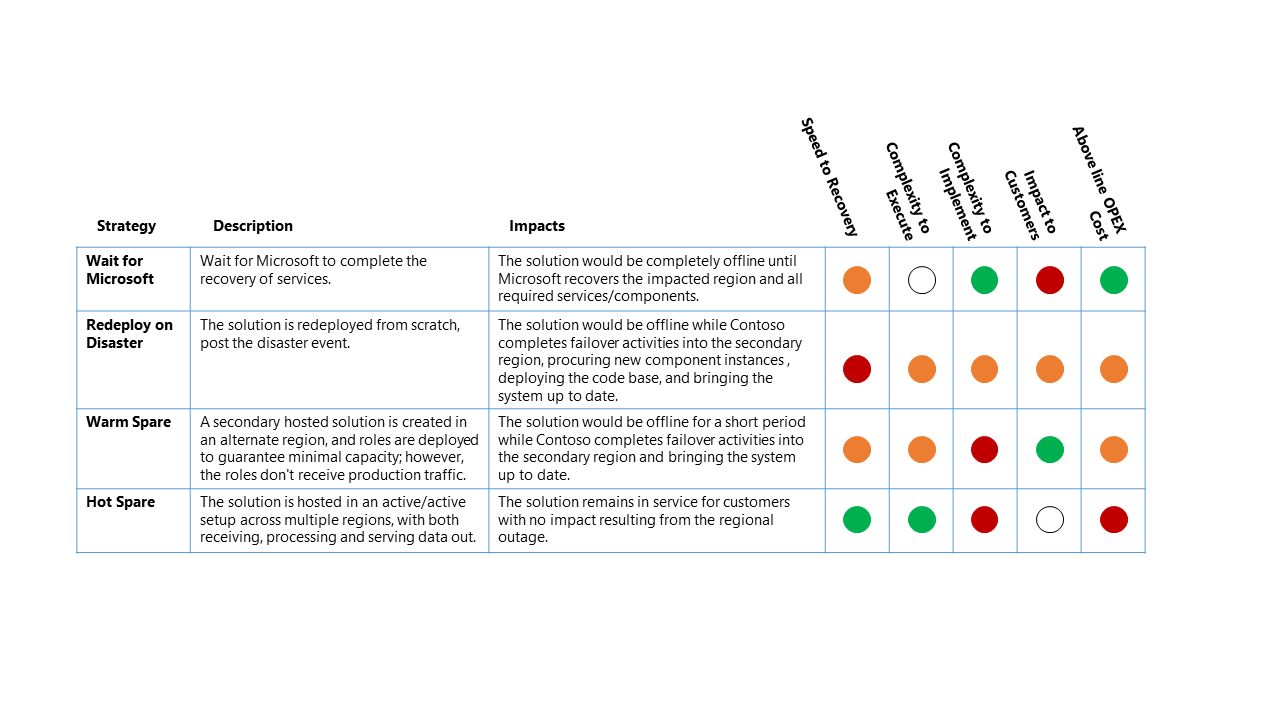 Speed to Recovery
Complexity to
Execute
Complexity to
Implement
Impact to
Customers
Above line OPEX
Cost
Strategy
Description
Impacts
Wait for
Microsoft
Wait for Microsoft to complete the
recovery of services.
The solution would be completely offline until
Microsoft recovers the impacted region and all
required services/components.
Redeploy on
Disaster
The solution is redeployed from scratch,
post the disaster event.
The solution would be offline while Contoso
completes failover activities into the secondary
region, procuring new component instances ,
deploying the code base, and bringing the
system up to date.
Warm Spare
A secondary hosted solution is created in
an alternate region, and roles are deployed
to guarantee minimal capacity; however,
the roles don't receive production traffic.
The solution would be offline for a short period
while Contoso completes failover activities into
the secondary region and bringing the system
up to date.
Hot Spare
The solution is hosted in an active/active
setup across multiple regions, with both
receiving, processing and serving data out.
The solution remains in service for customers
with no impact resulting from the regional
outage.